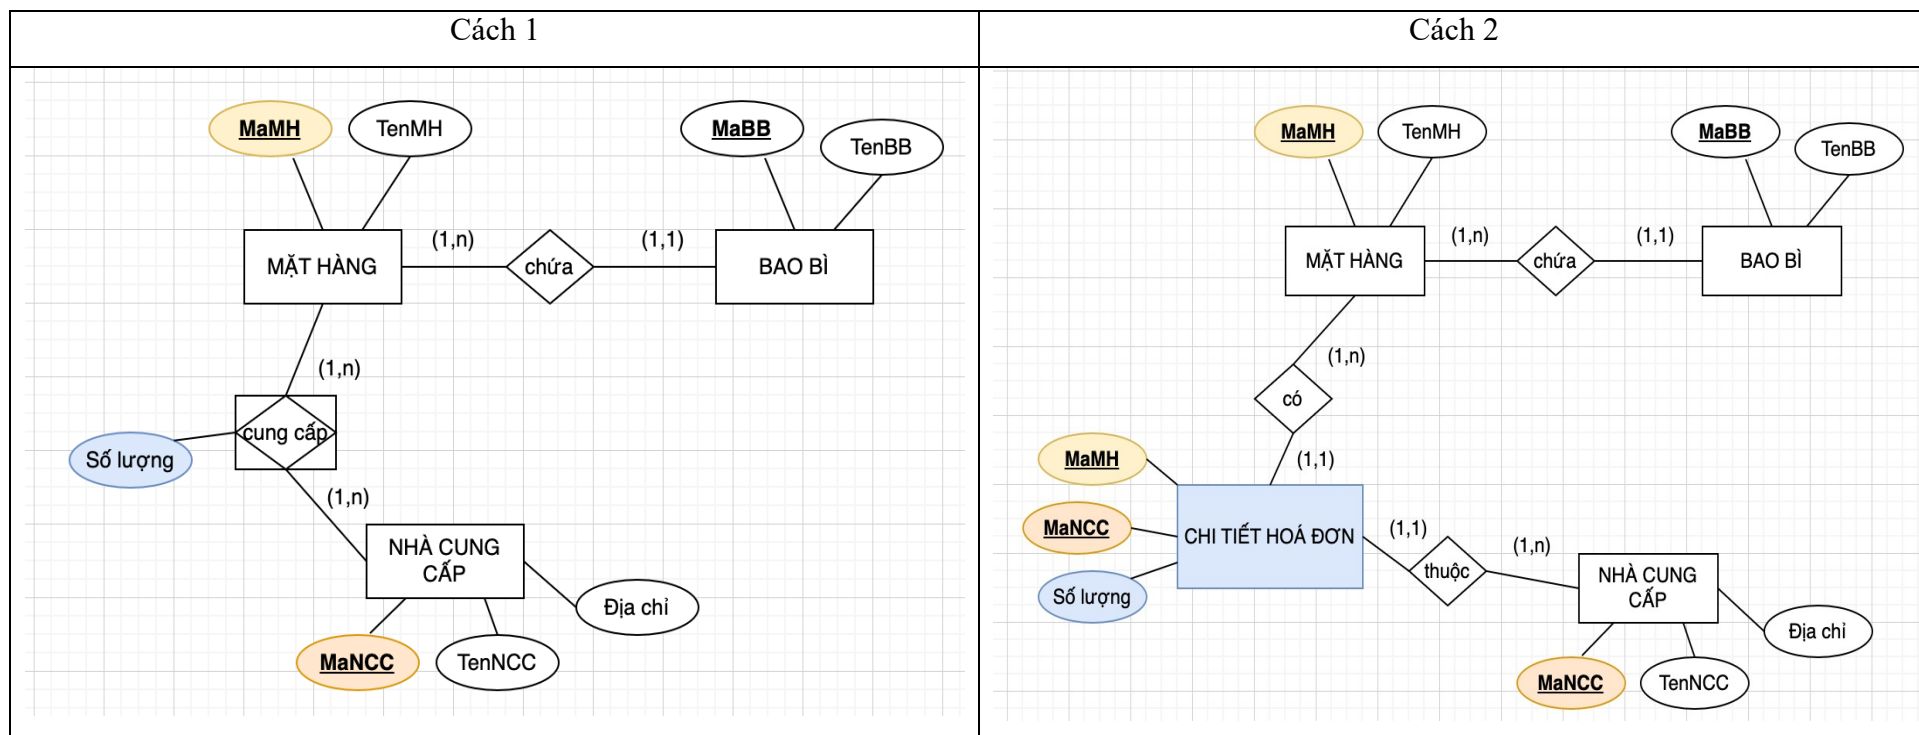 Cách 1
MaMH
TenMH
MaBB
TenBB
(1,n)
(1,1)
MẶT HÀNG
chứa
BAO BÌ
(1,n)
cung cấp
Số lượng
(1,n)
NHÀ CUNG
CẤP
Địa chỉ
MaNCC
TenNCC
Cách 2
MaMH
TenMH
MaBB
TenBB
(1,n)
(1,1)
MẶT HÀNG
chứa
BAO BÌ
(1,n)
có
(1,1)
MaMH
MaNCC
Số lượng
CHI TIẾT HOÁ ĐƠN
(1,1)
thuộc
(1,n)
NHÀ CUNG
CẤP
Địa chỉ
MaNCC
TenNCC